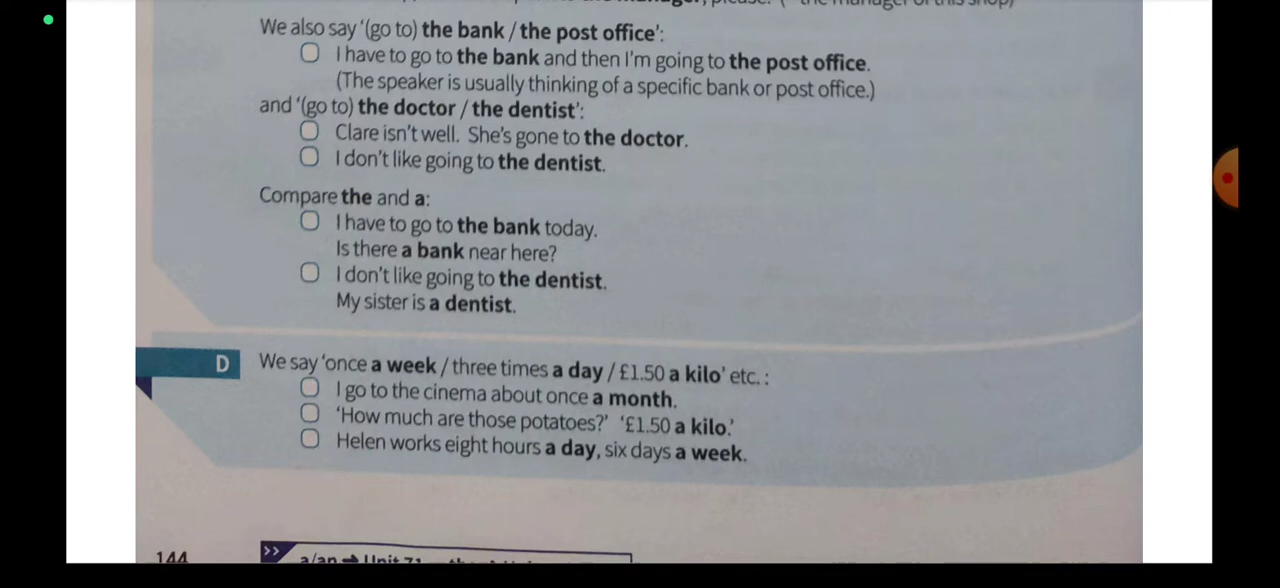 We also say '(go to) the bank / the post office':
I have to go to the bank and then I'm going to the post office.
(The speaker is usually thinking of a specific bank or post office.)
and '(go to) the doctor / the dentist':
Clare isn't well. She's gone to the doctor.
I don't like going to the dentist.
Compare the and a:
I have to go to the bank today.
Is there a bank near here?
I don't like going to the dentist.
My sister is a dentist.
D We say 'once a week / three times a day / £1.50 a kilo' etc. :
I go to the cinema about once a month.
'How much are those potatoes?' '£1.50 a kilo.'
Helen works eight hours a day, six days a week.
144
>> a/an → Unit 71